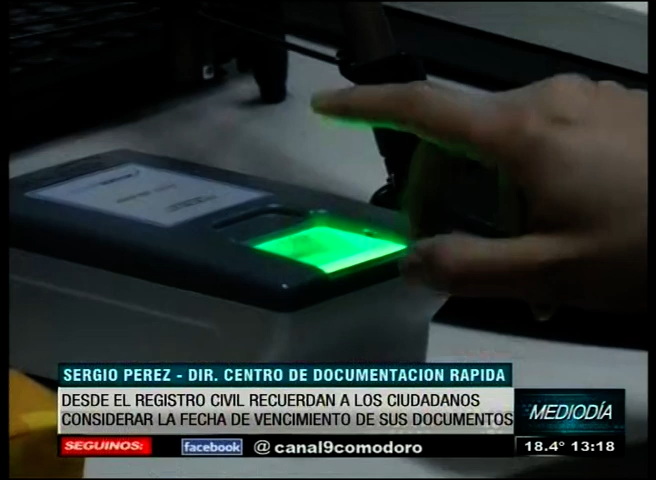 SERGIO PEREZ - DIR. CENTRO DE DOCUMENTACION RAPIDA
DESDE EL REGISTRO CIVIL RECUERDAN A LOS CIUDADANOS
CONSIDERAR LA FECHA DE VENCIMIENTO DE SUS DOCUMENTOS
MEDIODÍA
SEGUINOS: facebook @canal9comodoro 18.4° 13:18